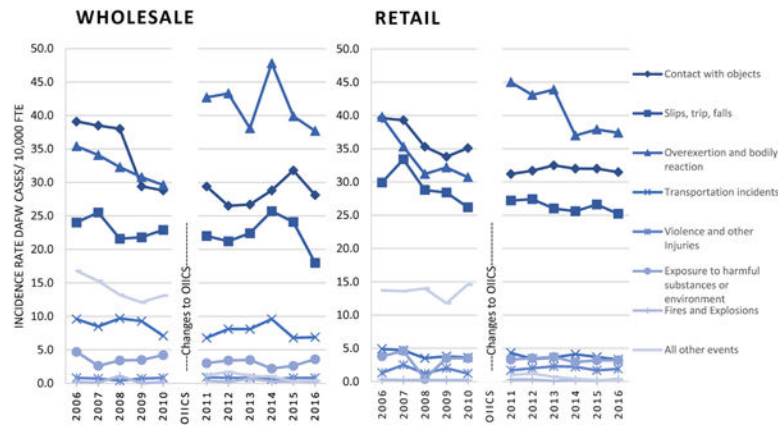 WHOLESALE
RETAIL
INCIDENCE RATE DAFW CASES/ 10,000 FTE
50.0
45.0
40.0
35.0
30.0
25.0
20.0
15.0
10.0
5.0
0.0
2006
2007
2008
2009
2010
Changes to OIICS
OIICS
2011
2012
2013
2014
2015
2016
50.0
45.0
40.0
35.0
30.0
25.0
20.0
15.0
10.0
5.0
0.0
2006
2007
2008
2009
2010
Changes to OIICS
OIICS
2011
2012
2013
2014
2015
2016
Contact with objects
Slips, trip, falls
Overexertion and bodily
reaction
Transportation incidents
Violence and other
Injuries
Exposure to harmful
substances or
environment
Fires and Explosions
All other events